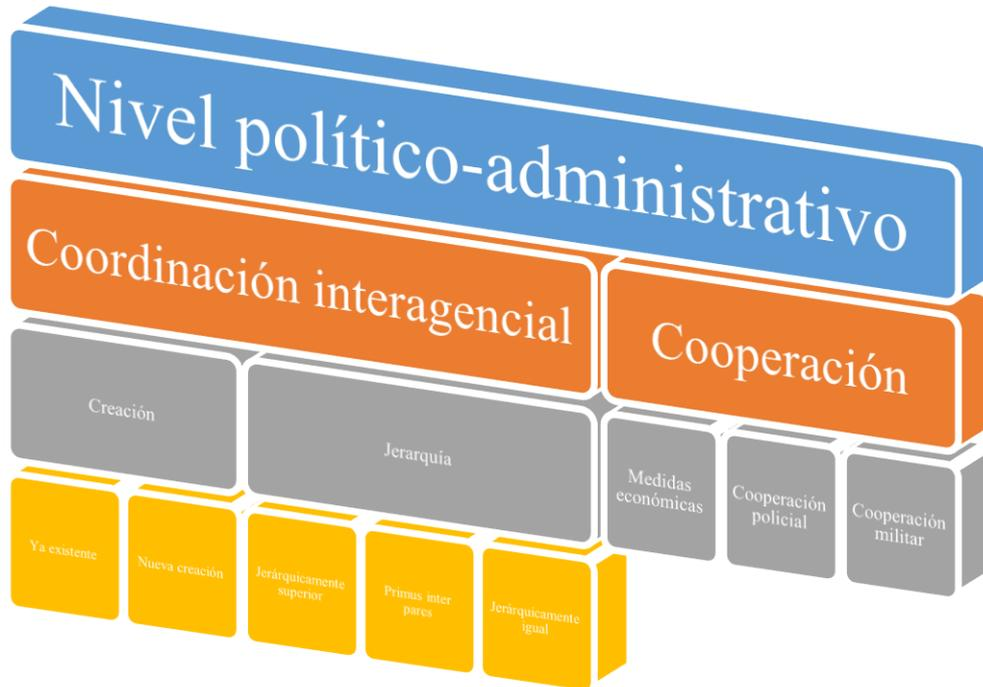 Nivel político-administrativo
Coordinación interagencial
Cooperación
Creación
Jerarquía
Medidas
económicas
Cooperación
policial
Cooperación
militar
Ya existente
Nueva creación
Jerárquicamente
superior
Primus inter
pares
Jerárquicamente
igual